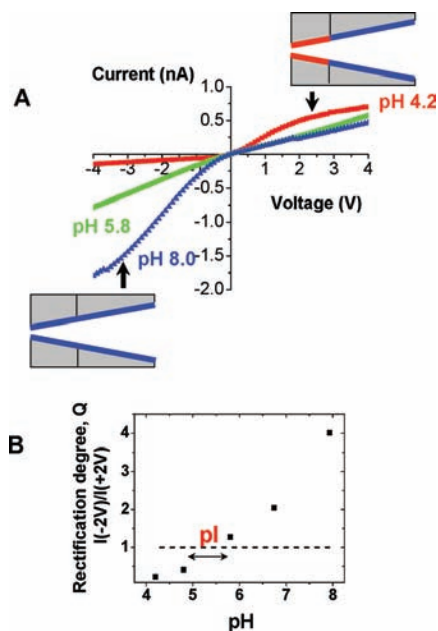 A
Current (nA)
1.0
0.5
pH 4.2
-4 -3 -2 -1
1 2 3 4
-0.5
Voltage (V)
pH 5.8
-1.0
pH 8.0
-1.5
-2.0
B
Rectification degree, Q
I(-2V)/I(+2V)
4
3
2
1
pI
4 5 6 7 8
pH